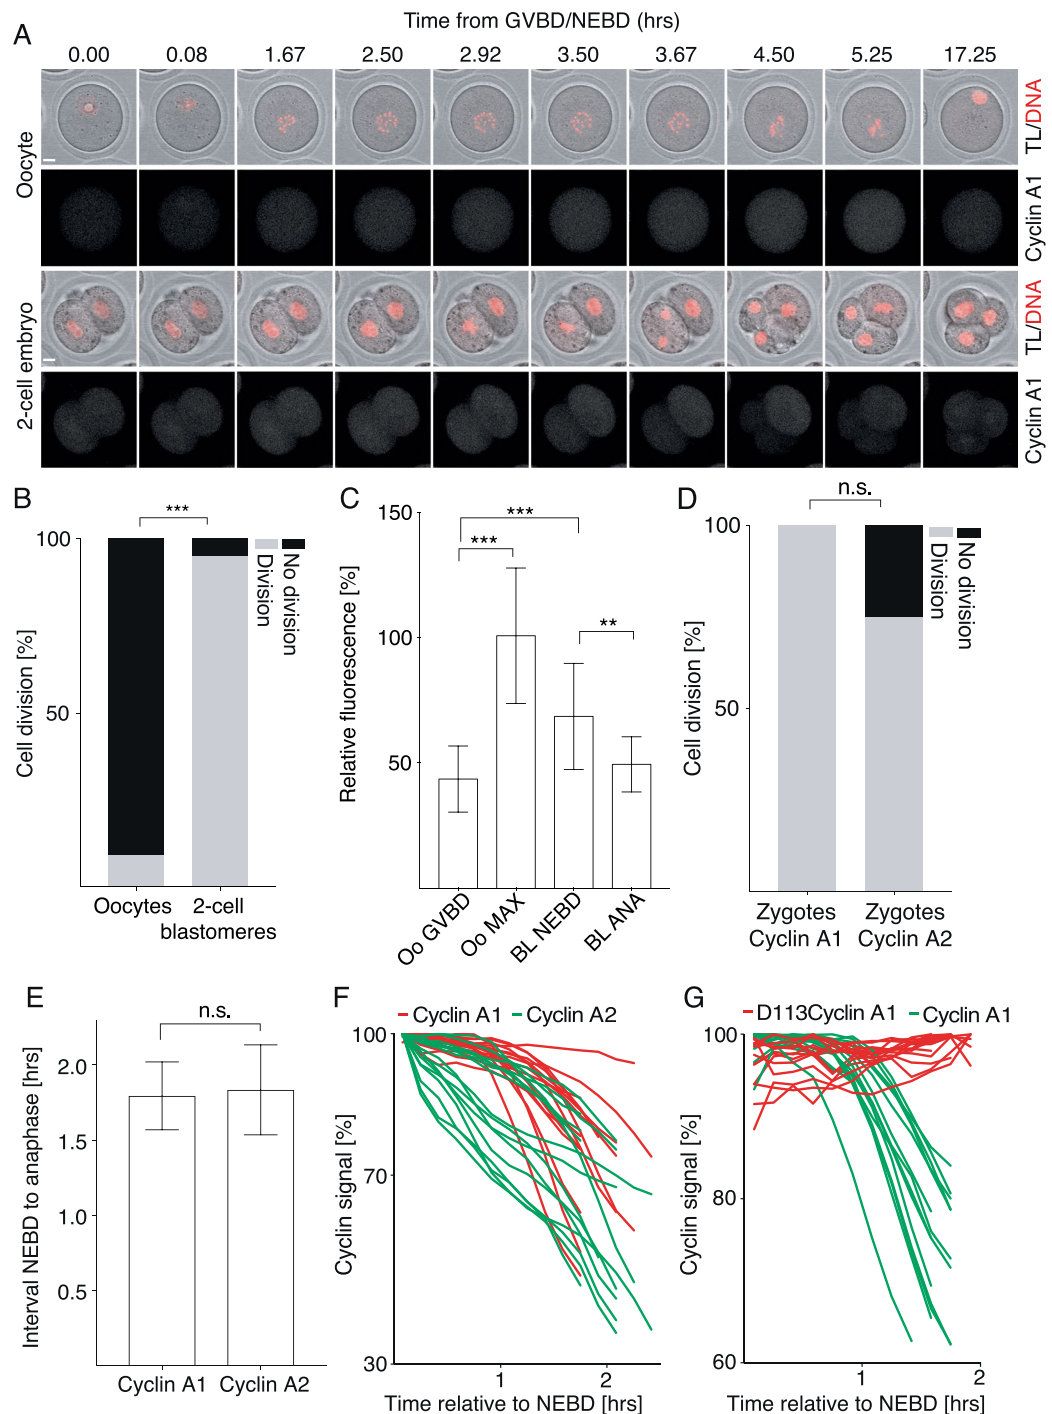 A
Time from GVBD/NEBD (hrs)
0.00 0.08 1.67 2.50 2.92 3.50 3.67 4.50 5.25 17.25
Oocyte
TL/DNA
Cyclin A1
2-cell embryo
TL/DNA
Cyclin A1
B
***
100
50
Cell division [%]
Division
No division
Oocytes
2-cell
blastomeres
C
150
100
50
Relative fluorescence [%]
***
***
**
Oo GVBD
Oo MAX
BL NEBD
BL ANA
D
n.s.
100
50
Cell division [%]
Division
No division
Zygotes
Cyclin A1
Zygotes
Cyclin A2
E
n.s.
2.0
1.5
1.0
0.5
Interval NEBD to anaphase [hrs]
Cyclin A1 Cyclin A2
F
Cyclin A1 Cyclin A2
100
70
30
Cyclin signal [%]
1 2
Time relative to NEBD [hrs]
G
D113Cyclin A1 Cyclin A1
100
80
60
Cyclin signal [%]
1 2
Time relative to NEBD [hrs]